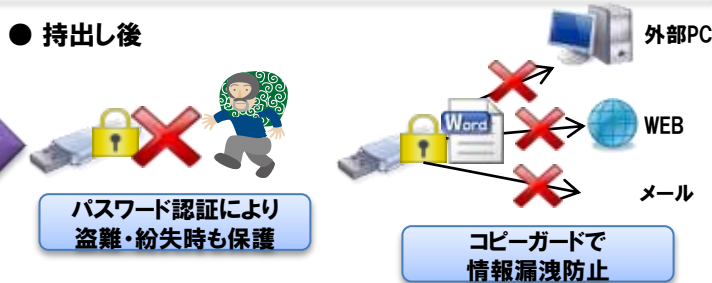 ● 持出し後
外部PC
Word
WEB
メール
パスワード認証により
盗難・紛失時も保護
コピーガードで
情報漏洩防止